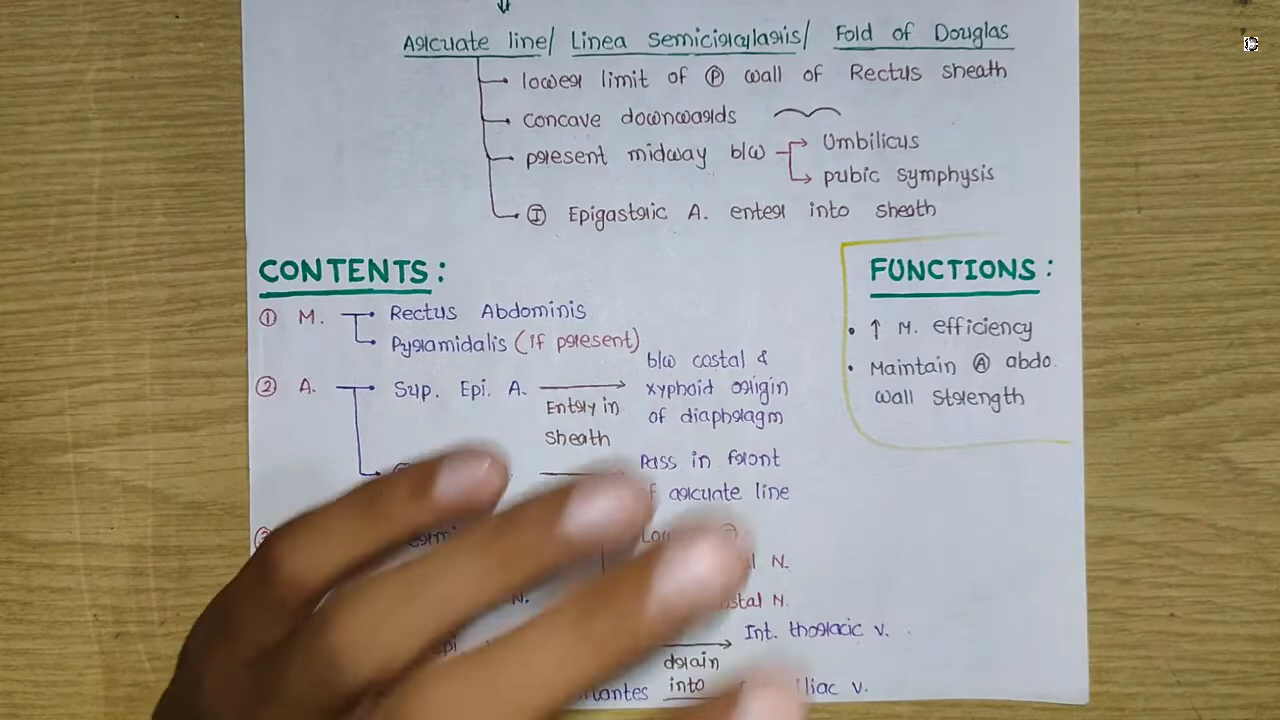 Arcuate line/ Linea Semicircularis/ Fold of Douglas
lower limit of Ⓟ wall of Rectus sheath
concave downwards
present midway b/w
Umbilicus
pubic symphysis
Ⓘ Epigastric A. enter into sheath
CONTENTS:
① M.
Rectus Abdominis
Pyramidalis (if present)
② A.
Sup. Epi. A.
Entry in
sheath
b/w costal &
xyphoid origin
of diaphragm
Pass in front
of arcuate line
N.
N.
N.
Int. thoracic v.
drain
into
iliac v.
FUNCTIONS:
• ↑ M. efficiency
• Maintain Ⓐ abdo.
wall strength